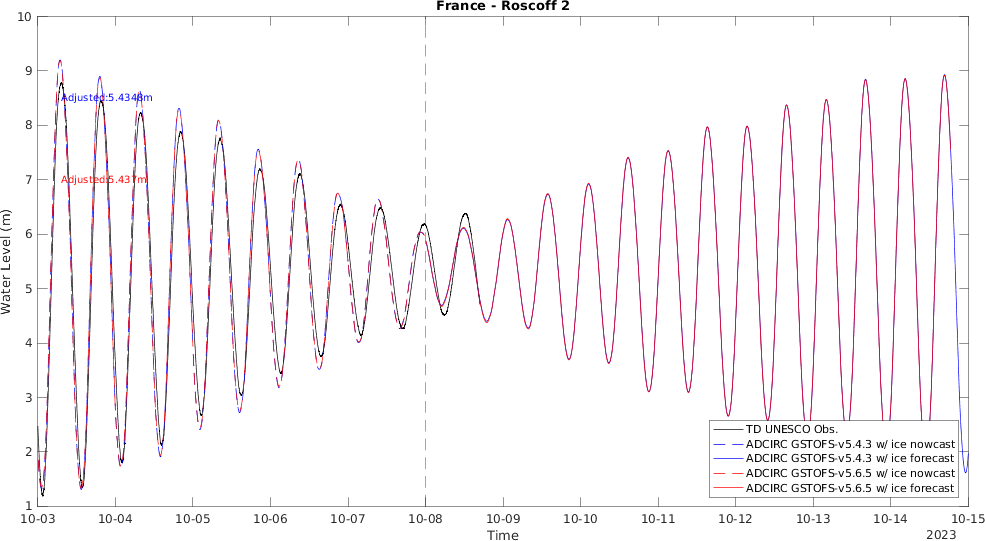 France - Roscoff 2
10
9
8
7
6
5
4
3
2
1
Water Level (m)
Adjusted:5.4348m
Adjusted:5.437m
TD UNESCO Obs.
ADCIRC GSTOFS-v5.4.3 w/ ice nowcast
ADCIRC GSTOFS-v5.4.3 w/ ice forecast
ADCIRC GSTOFS-v5.6.5 w/ ice nowcast
ADCIRC GSTOFS-v5.6.5 w/ ice forecast
10-03 10-04 10-05 10-06 10-07 10-08 10-09 10-10 10-11 10-12 10-13 10-14 10-15
Time
2023